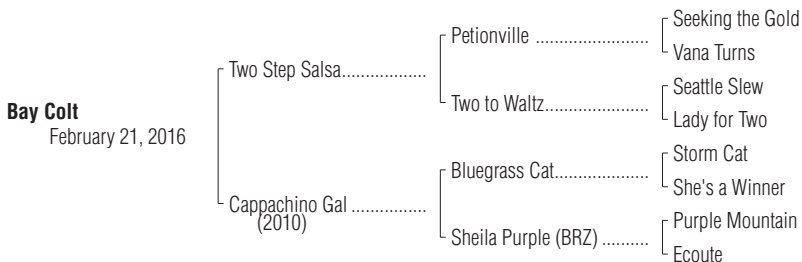 Seeking the Gold
Petionville ........................
Vana Turns
Two Step Salsa..................
Seattle Slew
Two to Waltz......................
Lady for Two
Bay Colt
February 21, 2016
Storm Cat
Bluegrass Cat....................
She's a Winner
Cappachino Gal ................
(2010)
Purple Mountain
Sheila Purple (BRZ) ..........
Ecoute